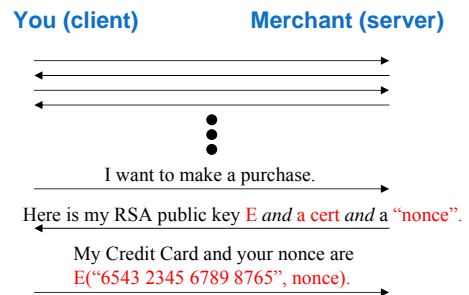 You (client) Merchant (server)
I want to make a purchase.
Here is my RSA public key E and a cert and a “nonce”.
My Credit Card and your nonce are
E(“6543 2345 6789 8765”, nonce).